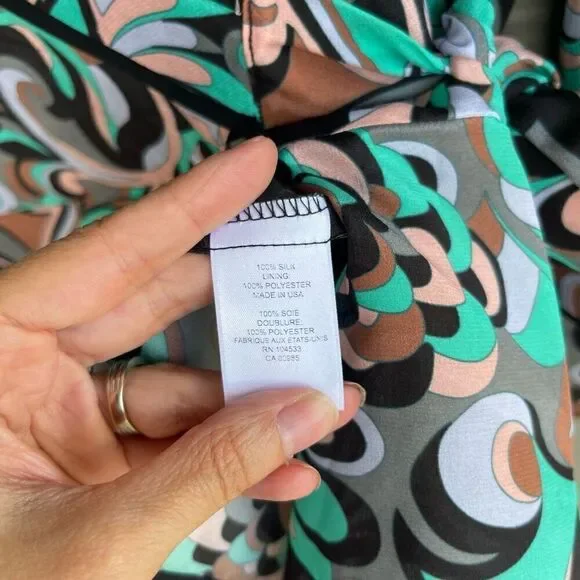 100% SILK
LINING:
100% POLYESTER
MADE IN USA
100% SOIE
DOUBLURE:
100% POLYESTER
FABRIQUE AUX ETATS-UNIS
RN 104533
CA 00985